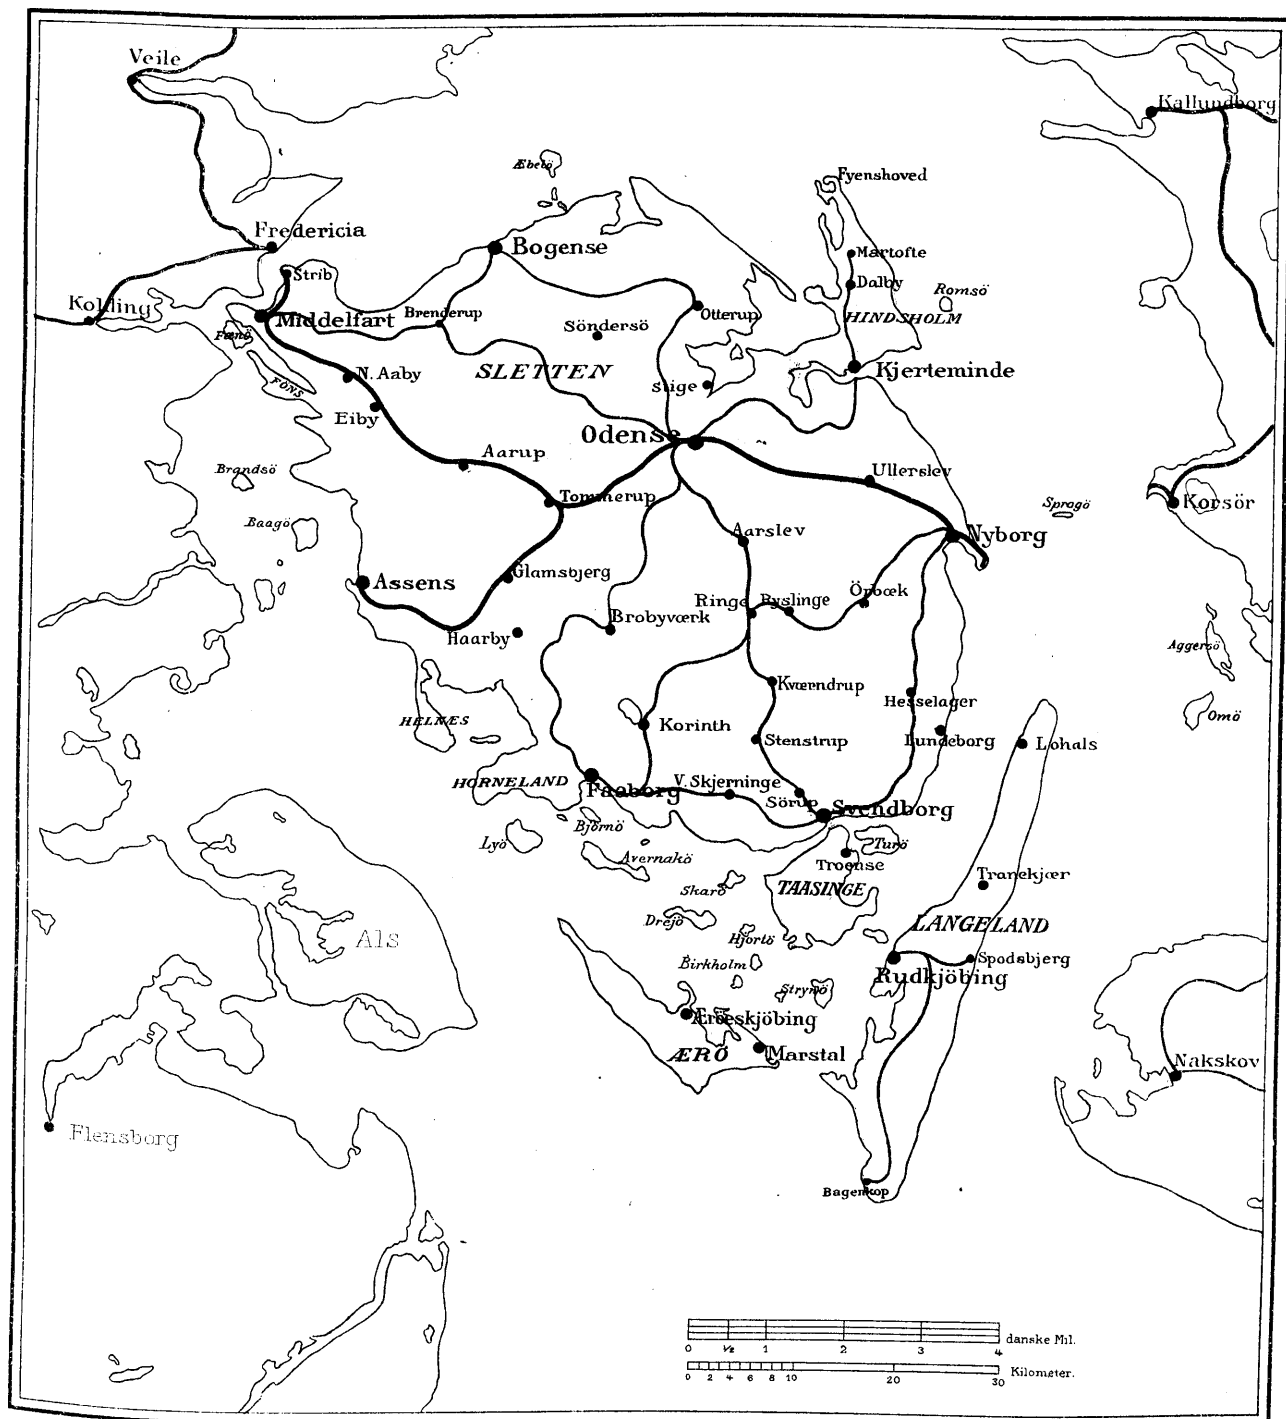 Veile
Kallundborg
Æbelö
Fyenshoved
Fredericia
Bogense
Martofte
Strib
Dalby
Romsö
Kolding
Middelfart
Brenderup
Otterup
HINDSHOLM
Söndersö
Fænö
N. Aaby
SLETTEN
Kjerteminde
FÖNS
Stige
Eiby
Odense
Aarup
Brandsö
Ullerslev
Tommerup
Sprogö
Korsör
Baagö
Aarslev
Nyborg
Assens
Glamsbjerg
Ringe
Ryslinge
Örbæk
Brobyværk
Haarby
Aggersö
Kværndrup
Hesselager
HELNÆS
Korinth
Omö
Stenstrup
Lundeborg
Lohals
HORNELAND
Faaborg
V. Skjerninge
Sörup
Svendborg
Björnö
Lyö
Avernakö
Turö
Troense
Tranekjær
Skarö
TAASINGE
Drejö
LANGELAND
Als
Hjortö
Birkholm
Spodsbjerg
Rudkjöbing
Strynö
Æröeskjöbing
ÆRÖ
Marstal
Nakskov
Flensborg
Bagenkop
danske Mil.
0 ½ 1 2 3 4
Kilometer.
0 2 4 6 8 10 20 30